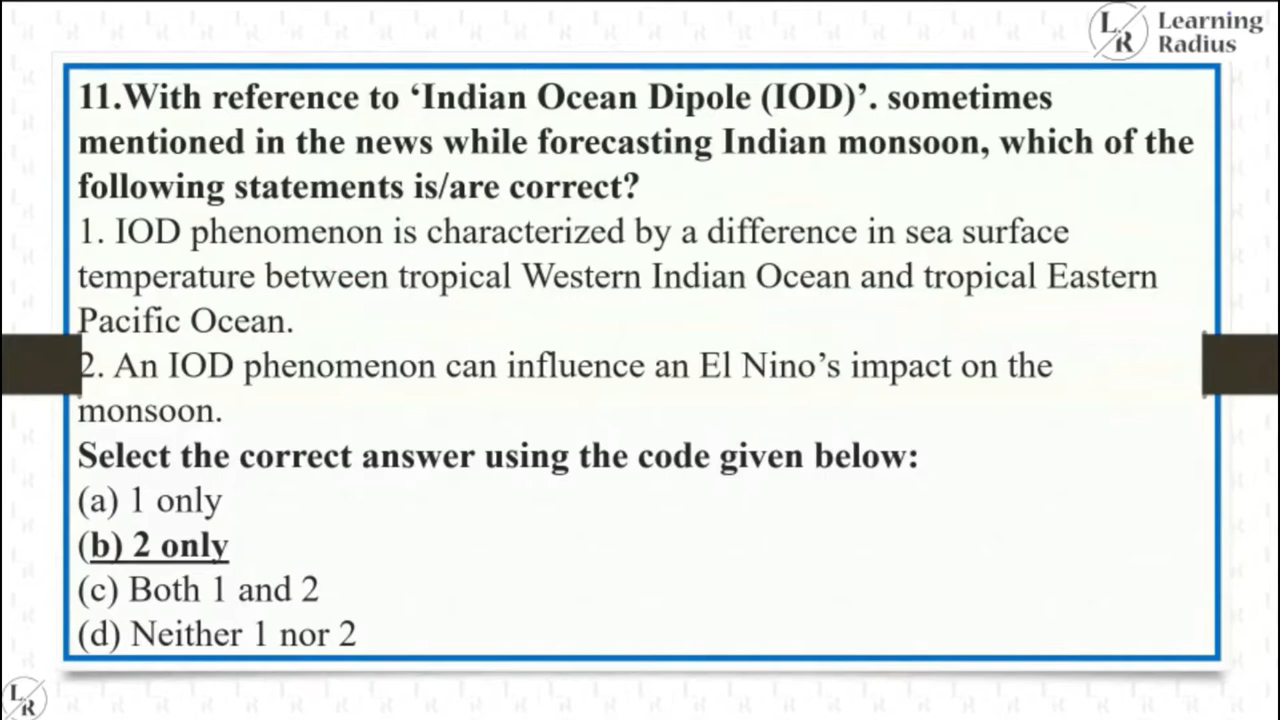 Learning
Radius
11.With reference to ‘Indian Ocean Dipole (IOD)’. sometimes
mentioned in the news while forecasting Indian monsoon, which of the
following statements is/are correct?
1. IOD phenomenon is characterized by a difference in sea surface
temperature between tropical Western Indian Ocean and tropical Eastern
Pacific Ocean.
2. An IOD phenomenon can influence an El Nino’s impact on the
monsoon.
Select the correct answer using the code given below:
(a) 1 only
(b) 2 only
(c) Both 1 and 2
(d) Neither 1 nor 2
LR